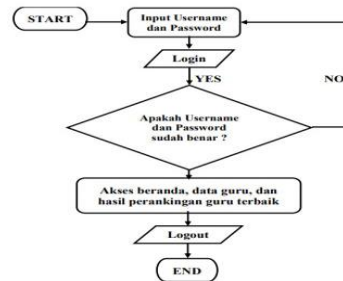 START
Input Username
dan Password
Login
YES
NO
Apakah Username
dan Password
sudah benar ?
Akses beranda, data guru, dan
hasil perankingan guru terbaik
Logout
END